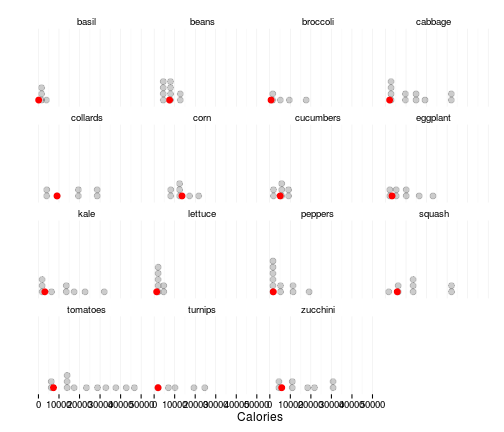 basil beans broccoli cabbage
collards corn cucumbers eggplant
kale lettuce peppers squash
tomatoes turnips zucchini
0 10000 20000 30000 40000 50000 0 10000 20000 30000 40000 50000 0 10000 20000 30000 40000 50000
Calories